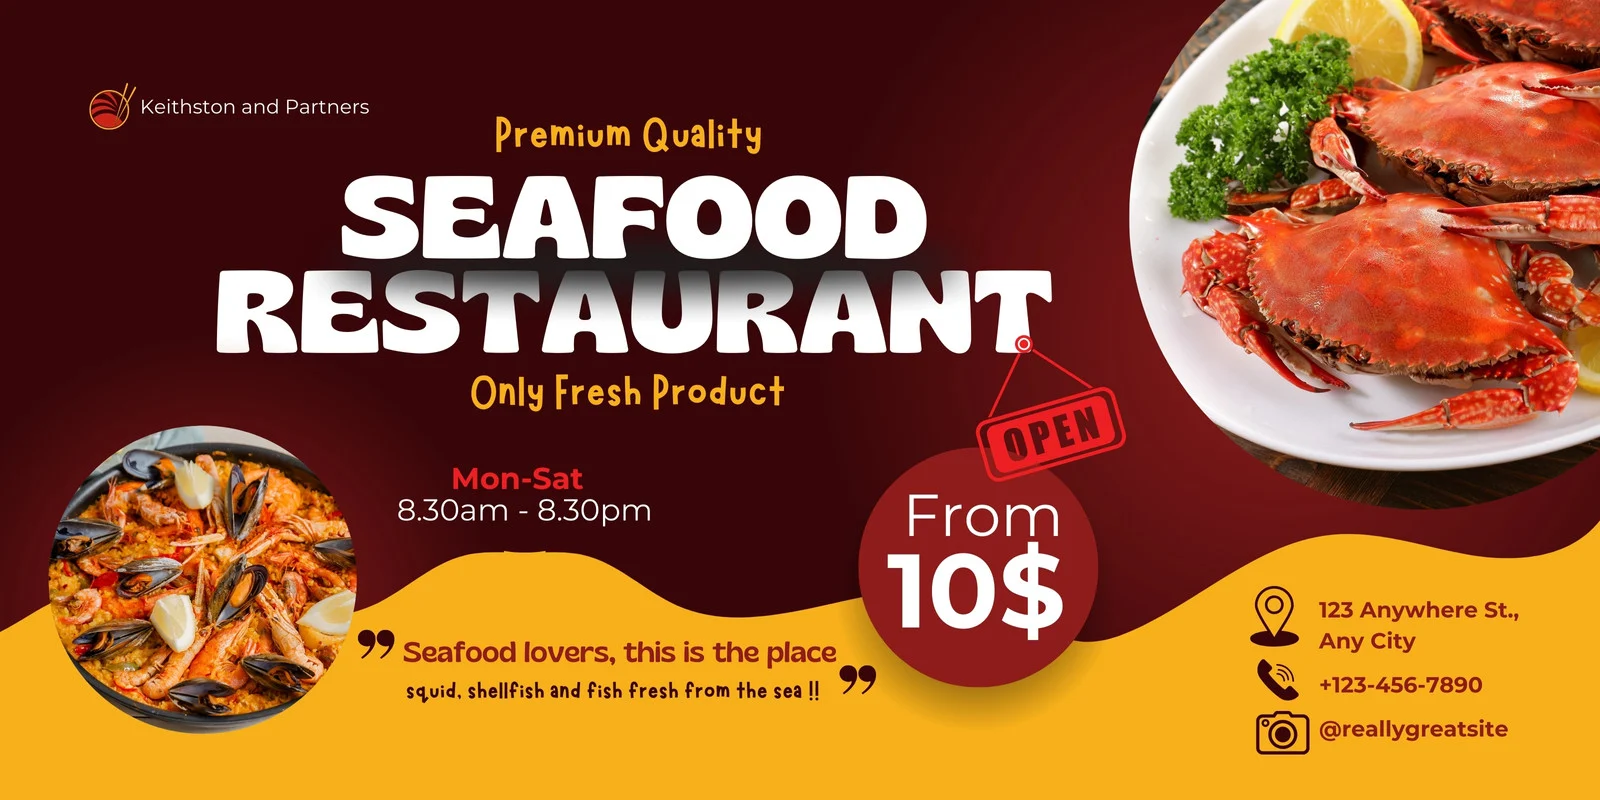 Keithston and Partners
Premium Quality
SEAFOOD
RESTAURANT
Only Fresh Product
OPEN
Mon-Sat
8.30am - 8.30pm
From
10$
❞ Seafood lovers, this is the place
squid, shellfish and fish fresh from the sea !! ❞
123 Anywhere St.,
Any City
+123-456-7890
@reallygreatsite